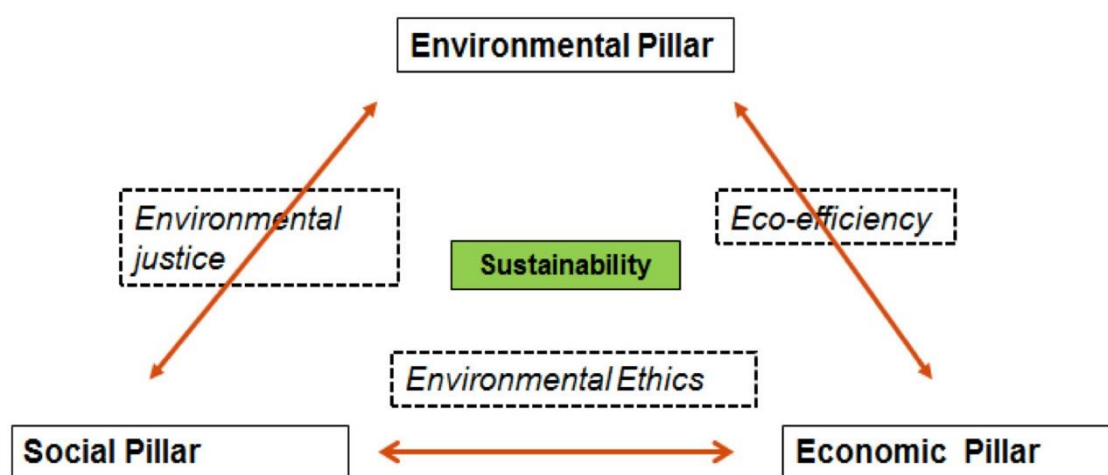 Environmental Pillar
Environmental
justice
Eco-efficiency
Sustainability
Environmental Ethics
Social Pillar
Economic Pillar